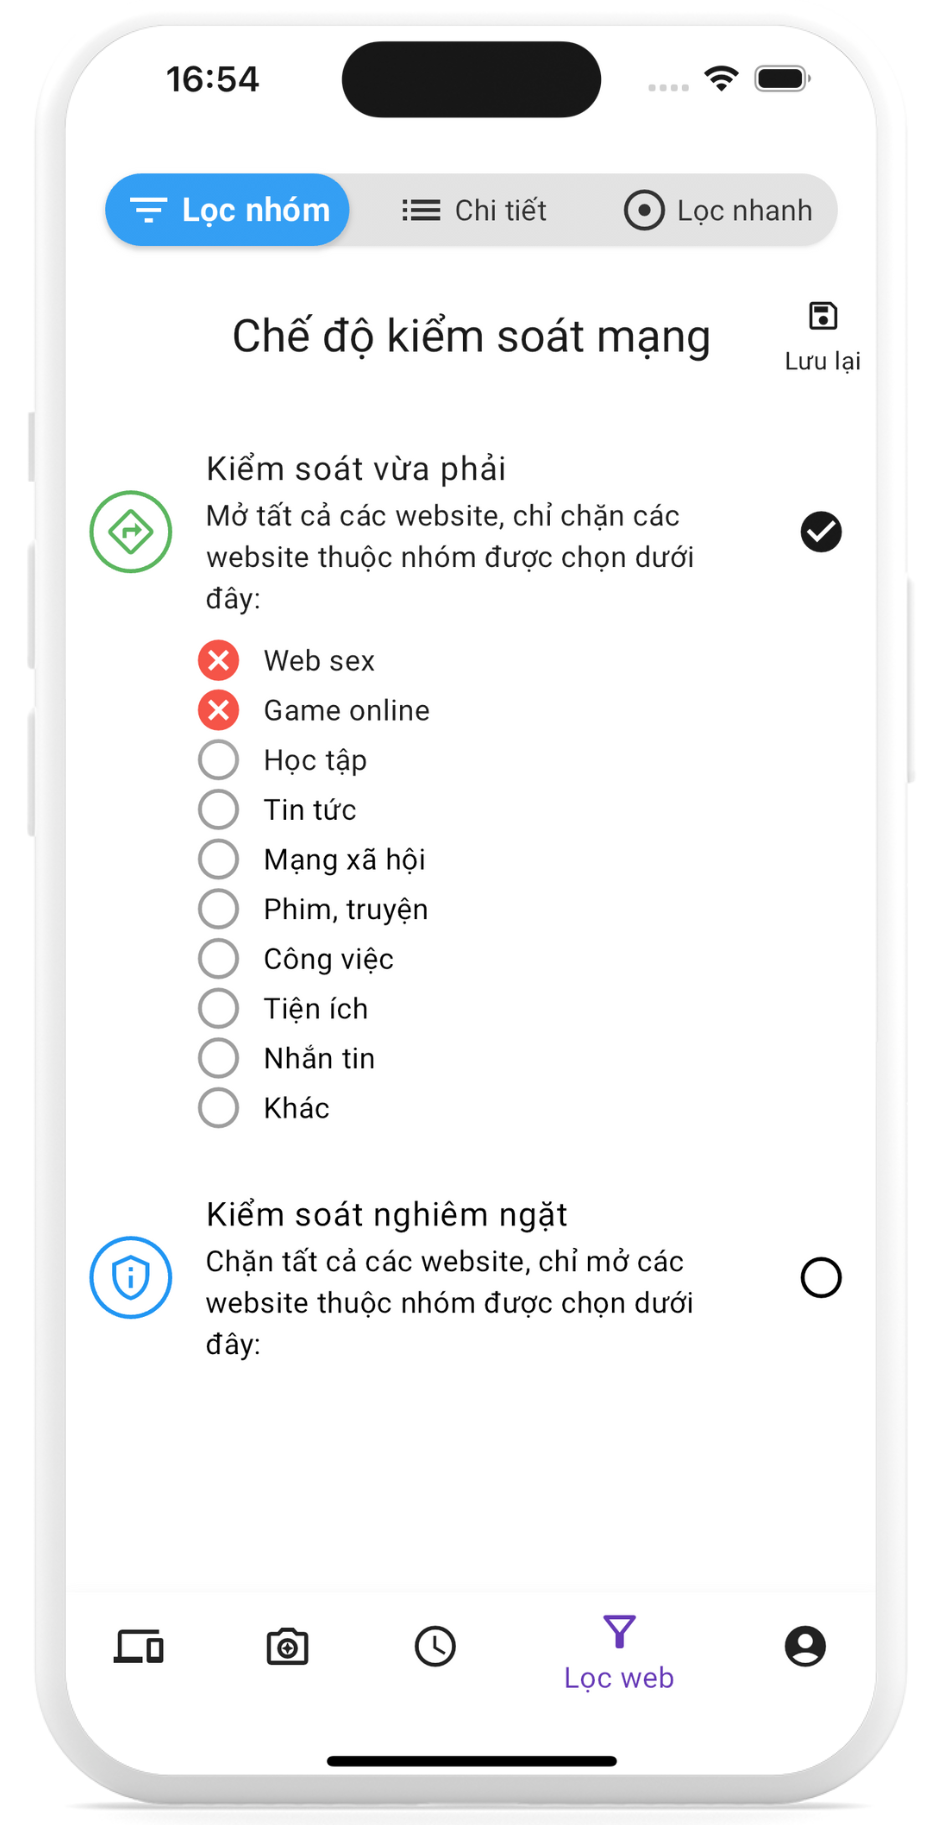 16:54
Lọc nhóm
Chi tiết
Lọc nhanh
Chế độ kiểm soát mạng
Lưu lại
Kiểm soát vừa phải
Mở tất cả các website, chỉ chặn các
website thuộc nhóm được chọn dưới
đây:
Web sex
Game online
Học tập
Tin tức
Mạng xã hội
Phim, truyện
Công việc
Tiện ích
Nhắn tin
Khác
Kiểm soát nghiêm ngặt
Chặn tất cả các website, chỉ mở các
website thuộc nhóm được chọn dưới
đây:
Lọc web